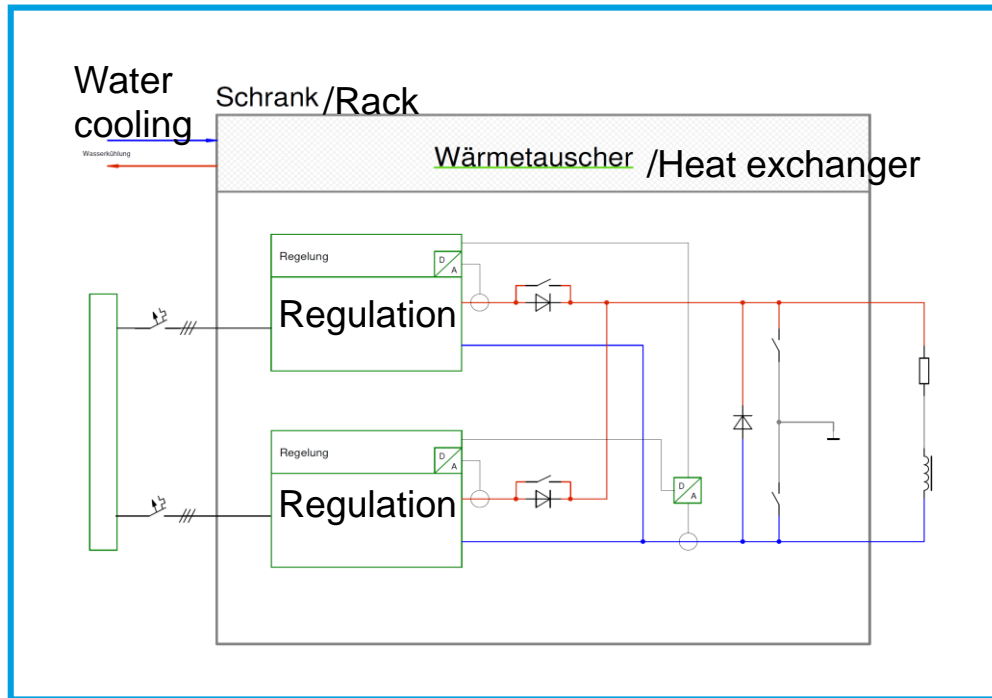 Water
cooling
Schrank/Rack
Wasserkühlung
Wärmetauscher /Heat exchanger
Regelung
D
A
Regulation
Regelung
D
A
Regulation
D
A